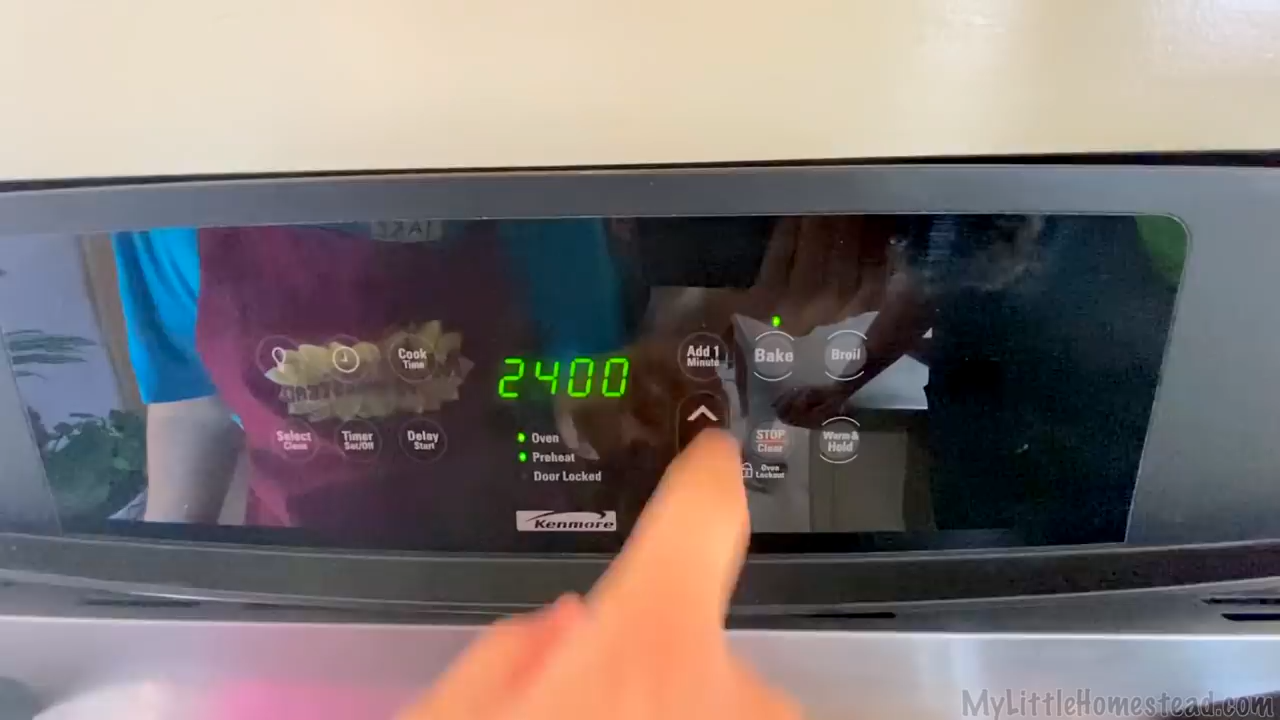 Cook
Time
2400
Add 1
Minute
Bake
Broil
Select
Clean
Timer
Set/Off
Delay
Start
Oven
Preheat
Door Locked
STOP
Clear
Oven
Lockout
Warm &
Hold
Kenmore
MyLittleHomestead.com